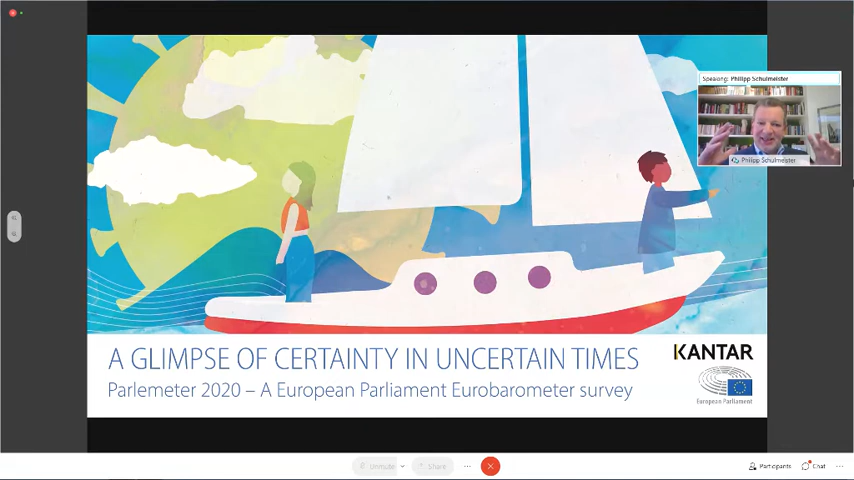 Speaking: Philipp Schulmeister
Philipp Schulmeister
A GLIMPSE OF CERTAINTY IN UNCERTAIN TIMES
Parlemeter 2020 – A European Parliament Eurobarometer survey
KANTAR
European Parliament
Unmute
Share
Participants
Chat